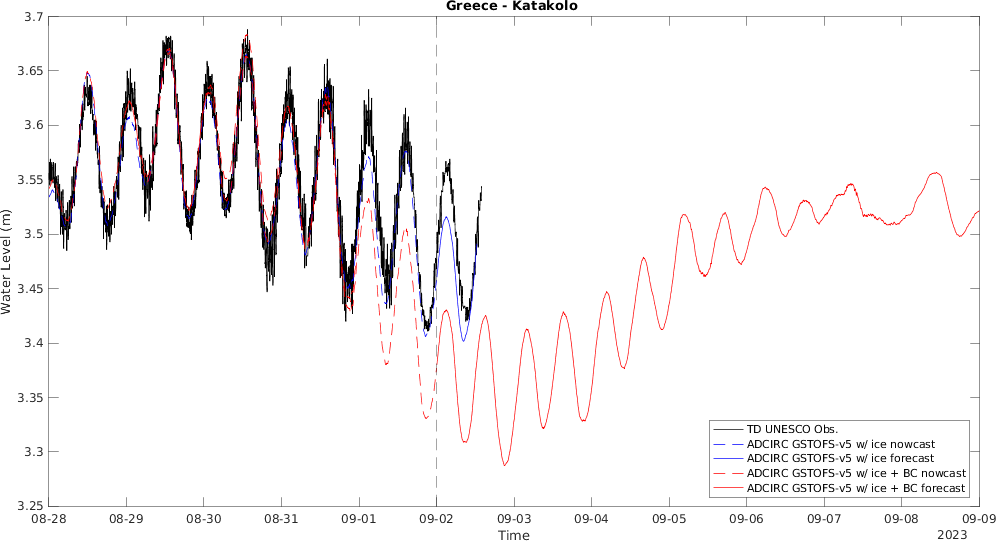 Greece - Katakolo
3.7
3.65
3.6
3.55
3.5
3.45
3.4
3.35
3.3
3.25
Water Level (m)
08-28 08-29 08-30 08-31 09-01 09-02 09-03 09-04 09-05 09-06 09-07 09-08 09-09
Time
2023
TD UNESCO Obs.
ADCIRC GSTOFS-v5 w/ ice nowcast
ADCIRC GSTOFS-v5 w/ ice forecast
ADCIRC GSTOFS-v5 w/ ice + BC nowcast
ADCIRC GSTOFS-v5 w/ ice + BC forecast